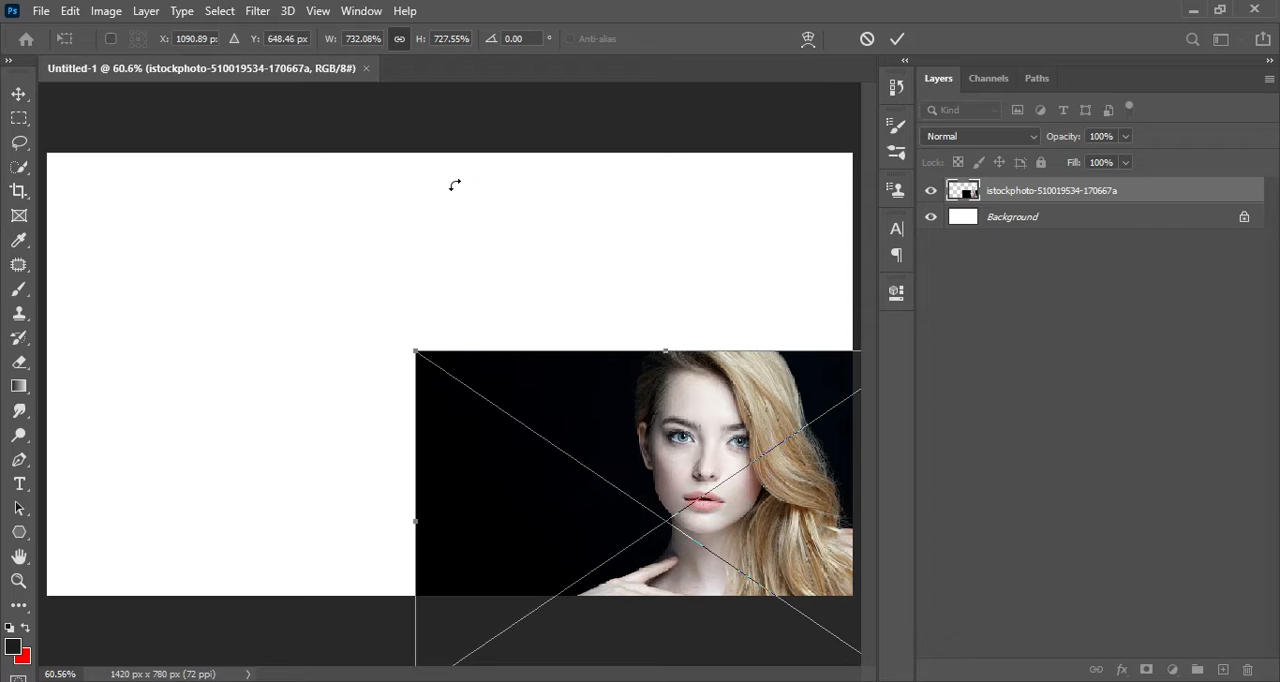 Ps File Edit Image Layer Type Select Filter 3D View Window Help
X: 1090.89 p: Y: 648.46 px W: 732.08% H: 727.55% 0.00 ° Anti-alias
Untitled-1 @ 60.6% (istockphoto-510019534-170667a, RGB/8#) ×
Layers Channels Paths
Kind
Normal Opacity: 100%
Lock: Fill: 100%
istockphoto-510019534-170667a
Background
60.56% 1420 px x 780 px (72 ppi)